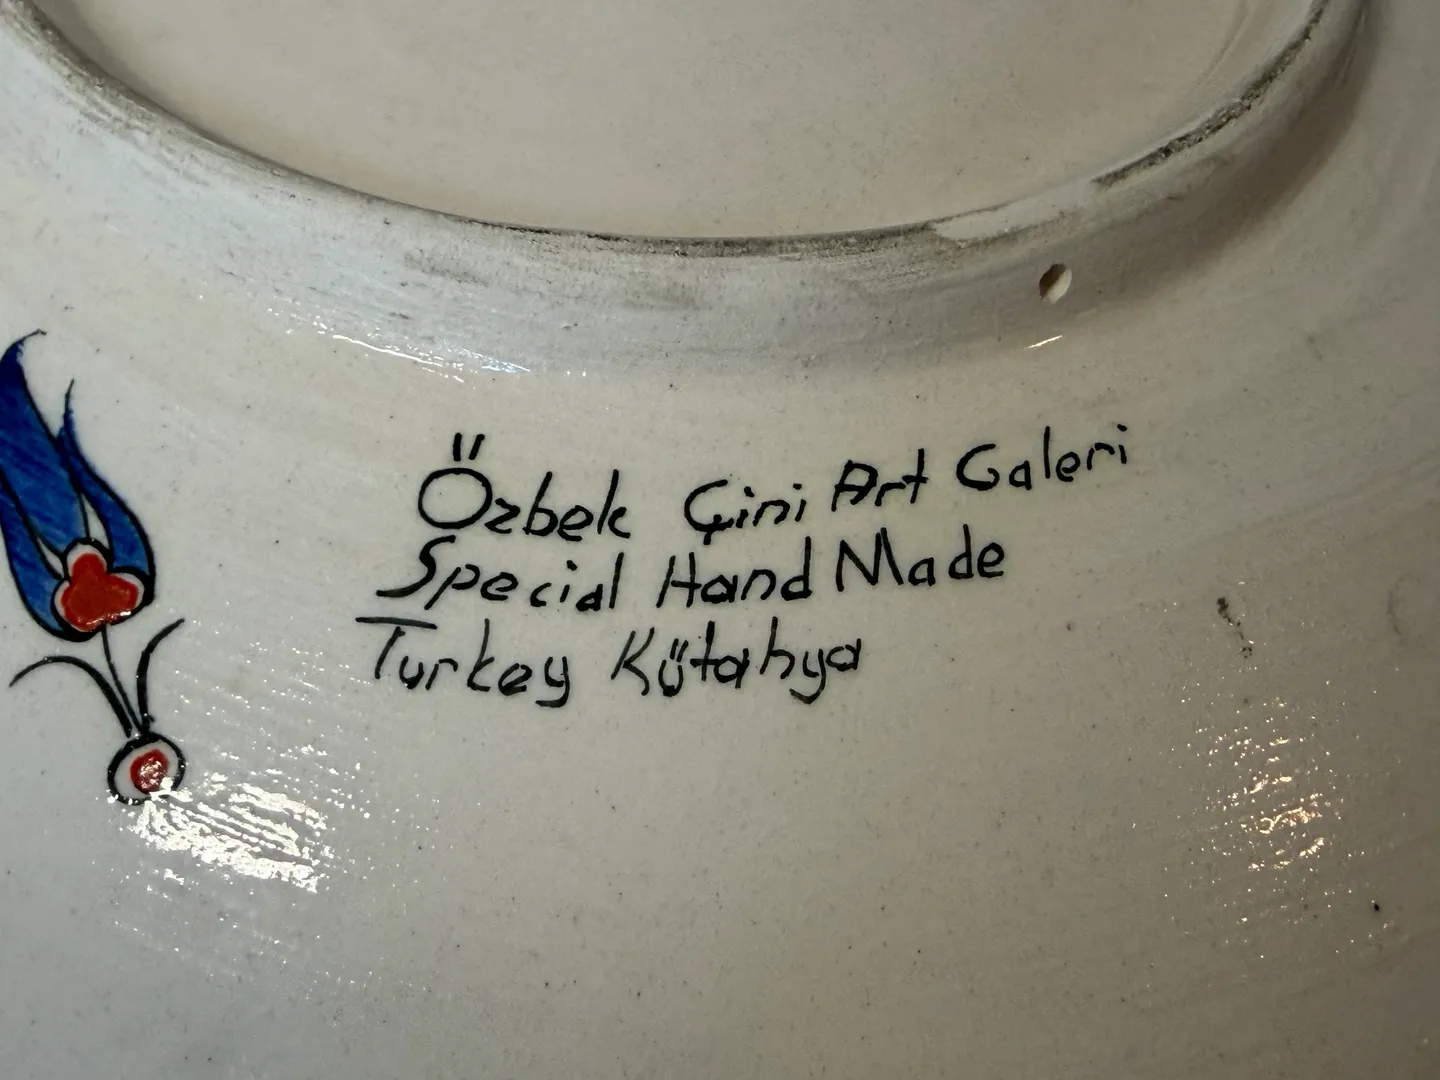 Özbek Çini Art Galeri
Special Hand Made
Turkey Kütahya